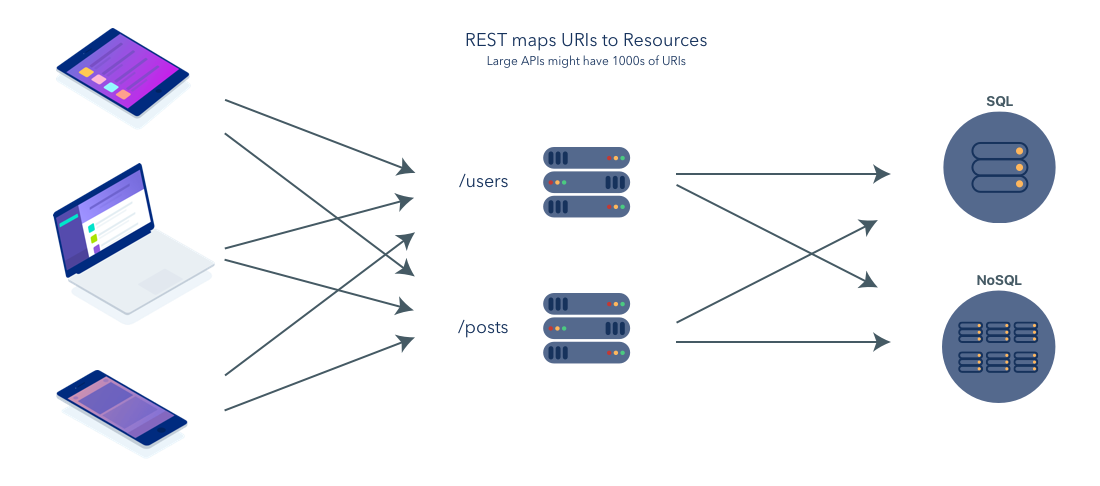 REST maps URIs to Resources
Large APIs might have 1000s of URIs
SQL
/users
NoSQL
/posts